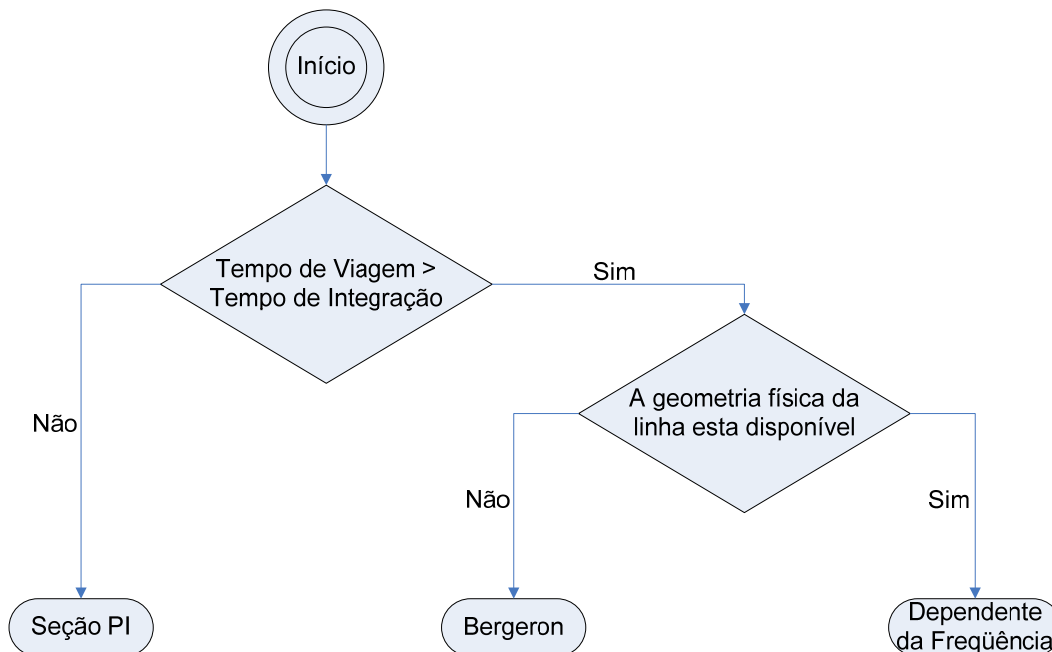 Início
Tempo de Viagem >
Tempo de Integração
Sim
A geometria física da
linha esta disponível
Não
Não
Sim
Seção PI
Bergeron
Dependente
da Freqüência